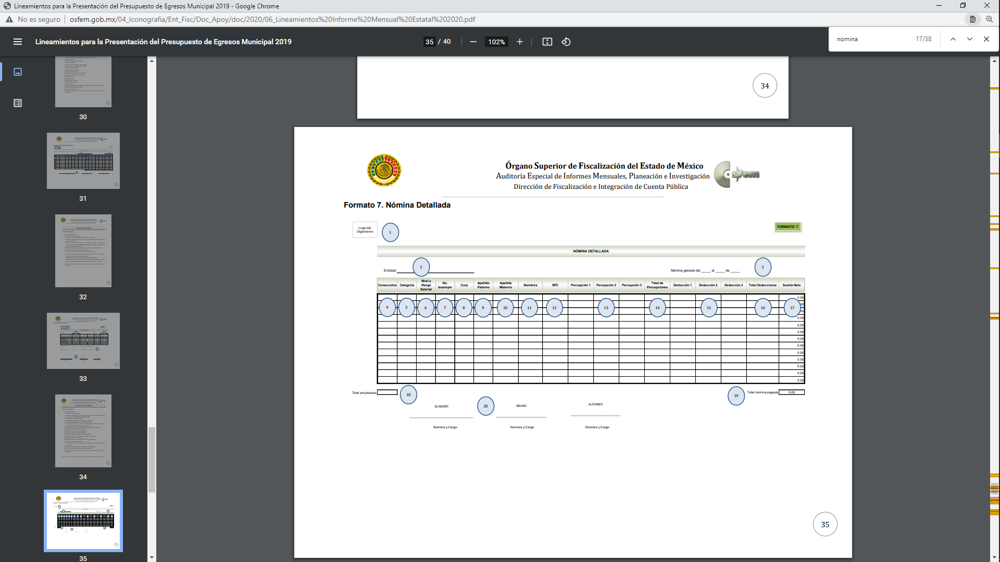 Lineamientos para la Presentación del Presupuesto de Egresos Municipal 2019 - Google Chrome
No es seguro | osfem.gob.mx/04_Iconografia/Ent_Fisc/Doc_Apoy/doc/2020/06_Lineamientos%20Informe%20Mensual%20Estatal%202020.pdf
Lineamientos para la Presentación del Presupuesto de Egresos Municipal 2019
35 / 40
102%
nomina
17/38
30
31
32
33
34
35
34
Órgano Superior de Fiscalización del Estado de México
Auditoría Especial de Informes Mensuales, Planeación e Investigación
Dirección de Fiscalización e Integración de Cuenta Pública
osfem
Formato 7. Nómina Detallada
Logo del Organismo
1
FORMATO 7
NÓMINA DETALLADA
Entidad:
2
Nómina general del _____ al _____ de _____
3
Consecutivo Categoría Nivel y Rango Salarial No. Issemym Curp Apellido Paterno Apellido Materno Nombres RFC Percepción 1 Percepción 2 Percepción 3 Total de Percepciones Deducción 1 Deducción 2 Deducción 3 Total Deducciones Sueldo Neto
0.00
4 5 6 7 8 9 10 11 12 13 14 15 16 17
0.00
0.00
0.00
0.00
0.00
0.00
0.00
0.00
0.00
0.00
Total empleados
18
19
Total nómina pagada 0.00
ELABORÓ
20
REVISÓ
AUTORIZÓ
Nombre y Cargo
Nombre y Cargo
Nombre y Cargo
35